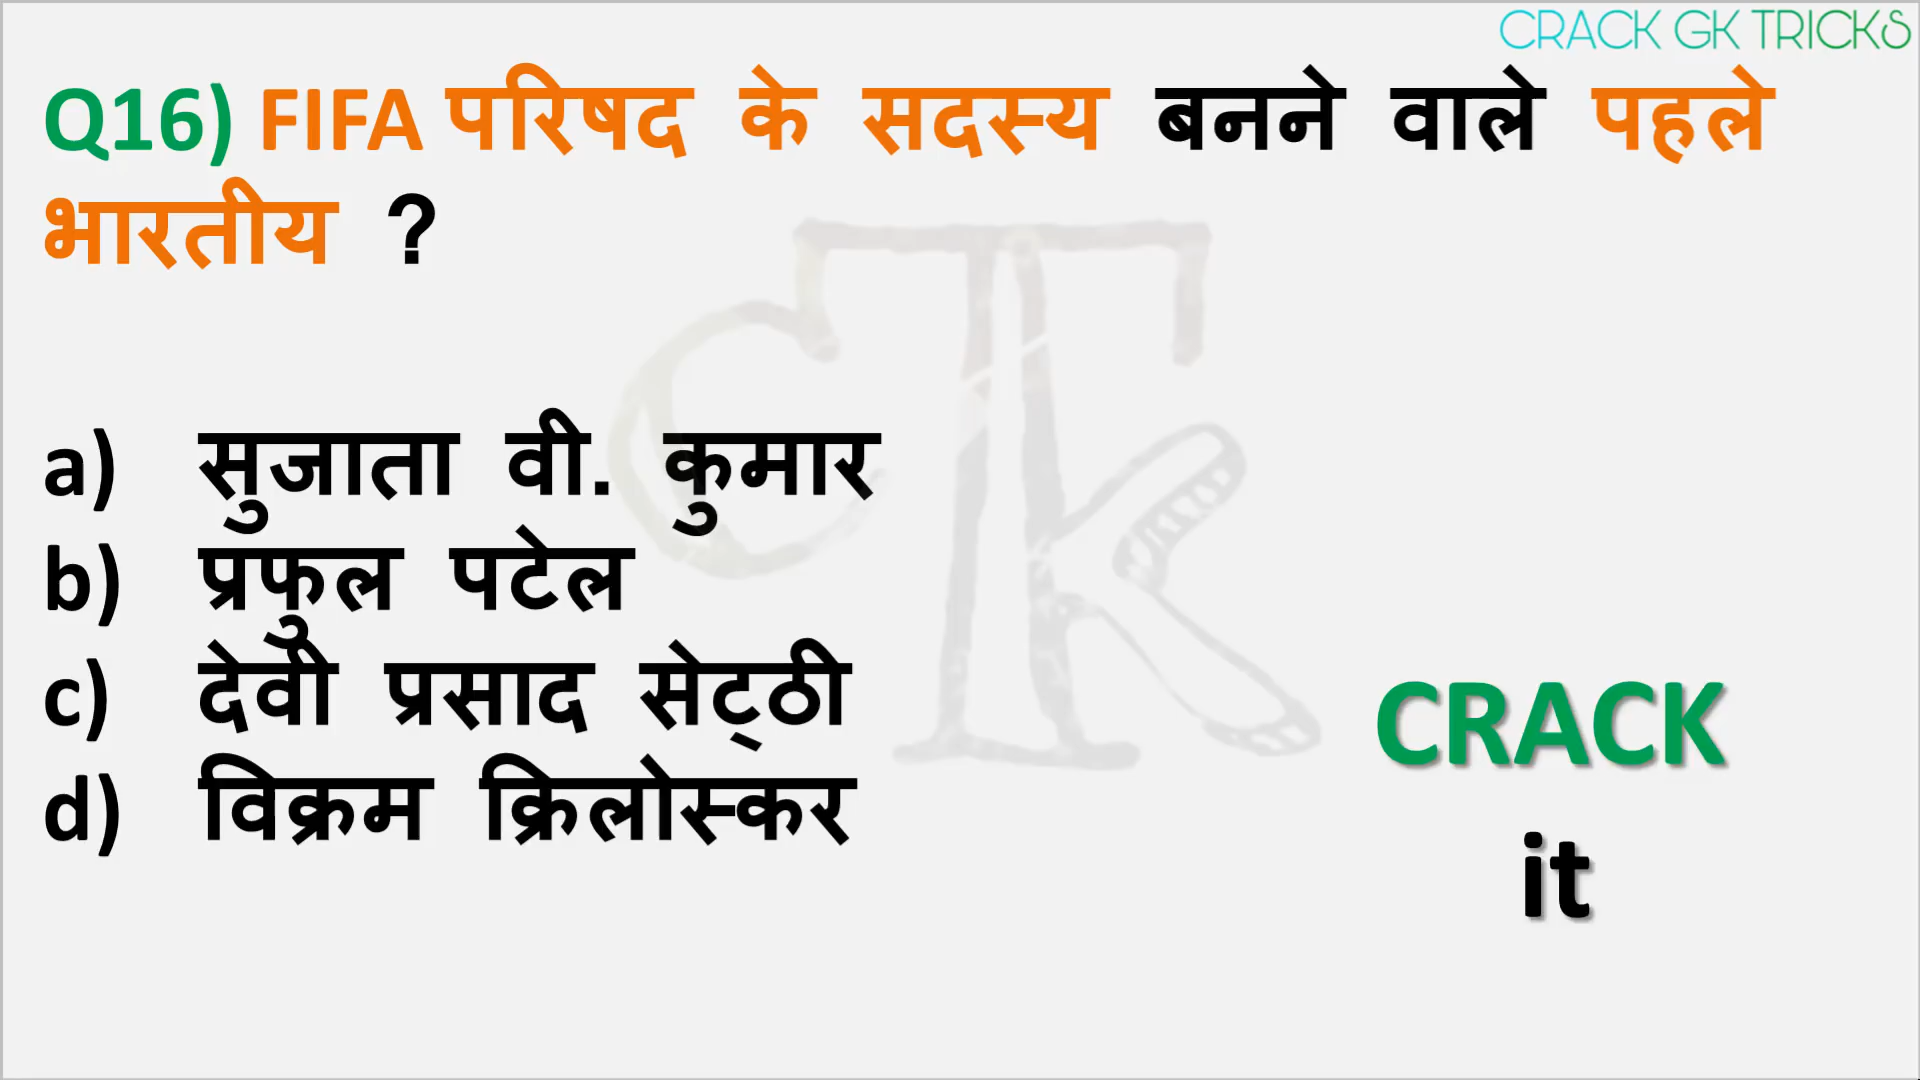 CRACK GK TRICKS
Q16) FIFA परिषद के सदस्य बनने वाले पहले
भारतीय ?
a) सुजाता वी. कुमार
b) प्रफुल पटेल
c) देवी प्रसाद सेट्ठी
d) विक्रम क्रिलोस्कर
CRACK
it